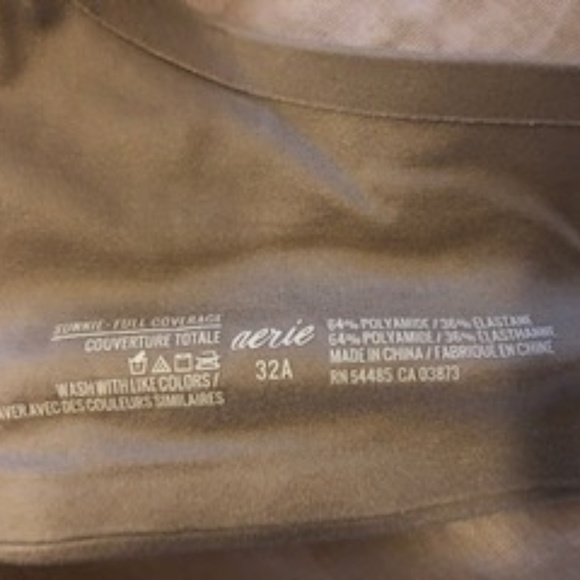 SUNNIE - FULL COVERAGE
COUVERTURE TOTALE
WASH WITH LIKE COLORS /
AVER AVEC DES COULEURS SIMILAIRES
aerie
32A
64% POLYAMIDE / 36% ELASTANE
64% POLYAMIDE / 36% ELASTHANNE
MADE IN CHINA / FABRIQUÉ EN CHINE
RN 54485 CA 03873